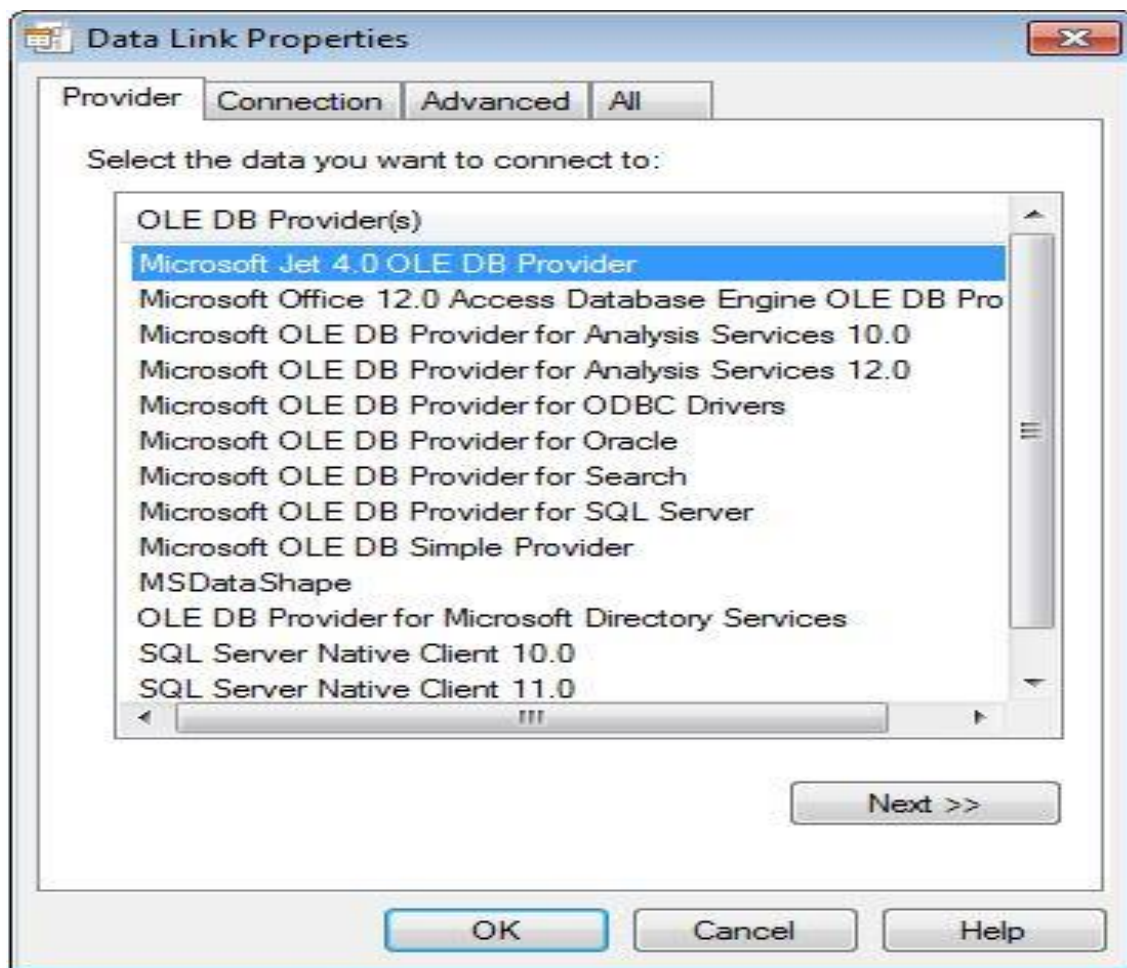 Data Link Properties
Provider
Connection
Advanced
All
Select the data you want to connect to:
OLE DB Provider(s)
Microsoft Jet 4.0 OLE DB Provider
Microsoft Office 12.0 Access Database Engine OLE DB Pro
Microsoft OLE DB Provider for Analysis Services 10.0
Microsoft OLE DB Provider for Analysis Services 12.0
Microsoft OLE DB Provider for ODBC Drivers
Microsoft OLE DB Provider for Oracle
Microsoft OLE DB Provider for Search
Microsoft OLE DB Provider for SQL Server
Microsoft OLE DB Simple Provider
MSDataShape
OLE DB Provider for Microsoft Directory Services
SQL Server Native Client 10.0
SQL Server Native Client 11.0
Next >>
OK
Cancel
Help